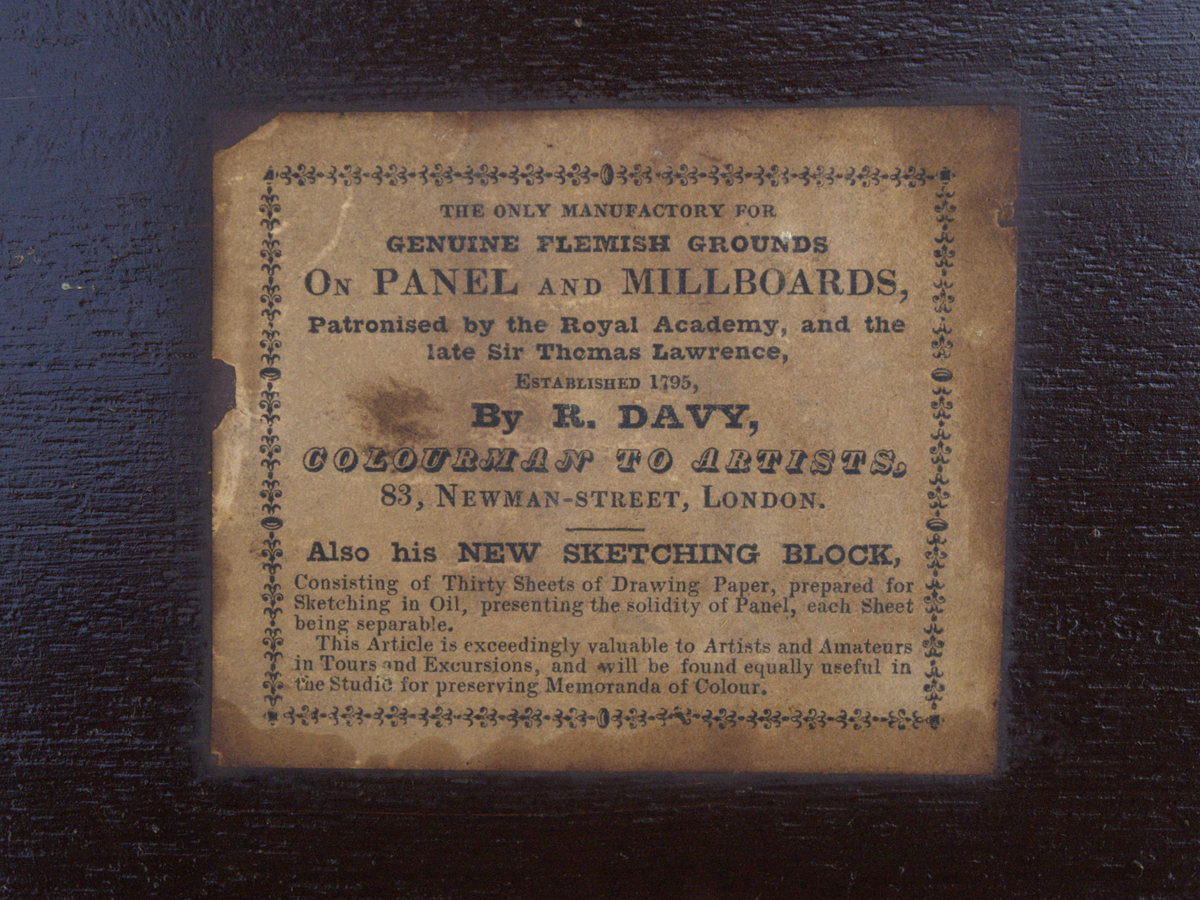 THE ONLY MANUFACTORY FOR
GENUINE FLEMISH GROUNDS
ON PANEL AND MILLBOARDS,
Patronised by the Royal Academy, and the
late Sir Thomas Lawrence,
ESTABLISHED 1795,
By R. DAVY,
COLOURMAN TO ARTISTS,
83, NEWMAN-STREET, LONDON.
Also his NEW SKETCHING BLOCK,
Consisting of Thirty Sheets of Drawing Paper, prepared for
Sketching in Oil, presenting the solidity of Panel, each Sheet
being separable.
This Article is exceedingly valuable to Artists and Amateurs
in Tours and Excursions, and will be found equally useful in
the Studio for preserving Memoranda of Colour.